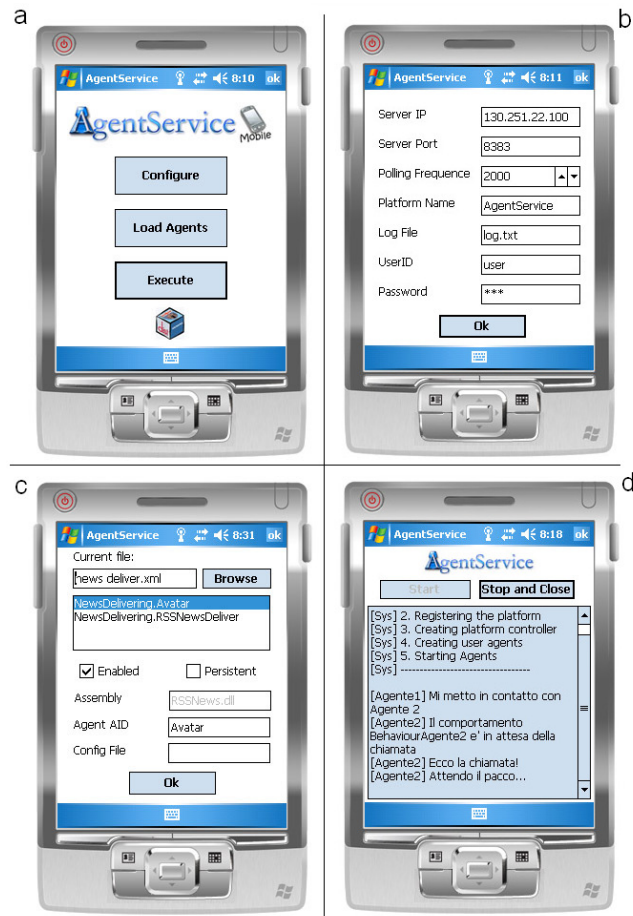 a
AgentService 8:10 ok
AgentService
Mobile
Configure
Load Agents
Execute
b
AgentService 8:11 ok
Server IP 130.251.22.100
Server Port 8383
Polling Frequence 2000
Platform Name AgentService
Log File log.txt
UserID user
Password ***
Ok
c
AgentService 8:31 ok
Current file:
news deliver.xml Browse
NewsDelivering.Avatar
NewsDelivering.RSSNewsDeliver
Enabled Persistent
Assembly RSSNews.dll
Agent AID Avatar
Config File
Ok
d
AgentService 8:18 ok
AgentService
Start Stop and Close
[Sys] 2. Registering the platform
[Sys] 3. Creating platform controller
[Sys] 4. Creating user agents
[Sys] 5. Starting Agents
[Sys] ---------------------------------
[Agente1] Mi metto in contatto con
Agente 2
[Agente2] Il comportamento
BehaviourAgente2 e' in attesa della
chiamata
[Agente2] Ecco la chiamata!
[Agente2] Attendo il pacco...